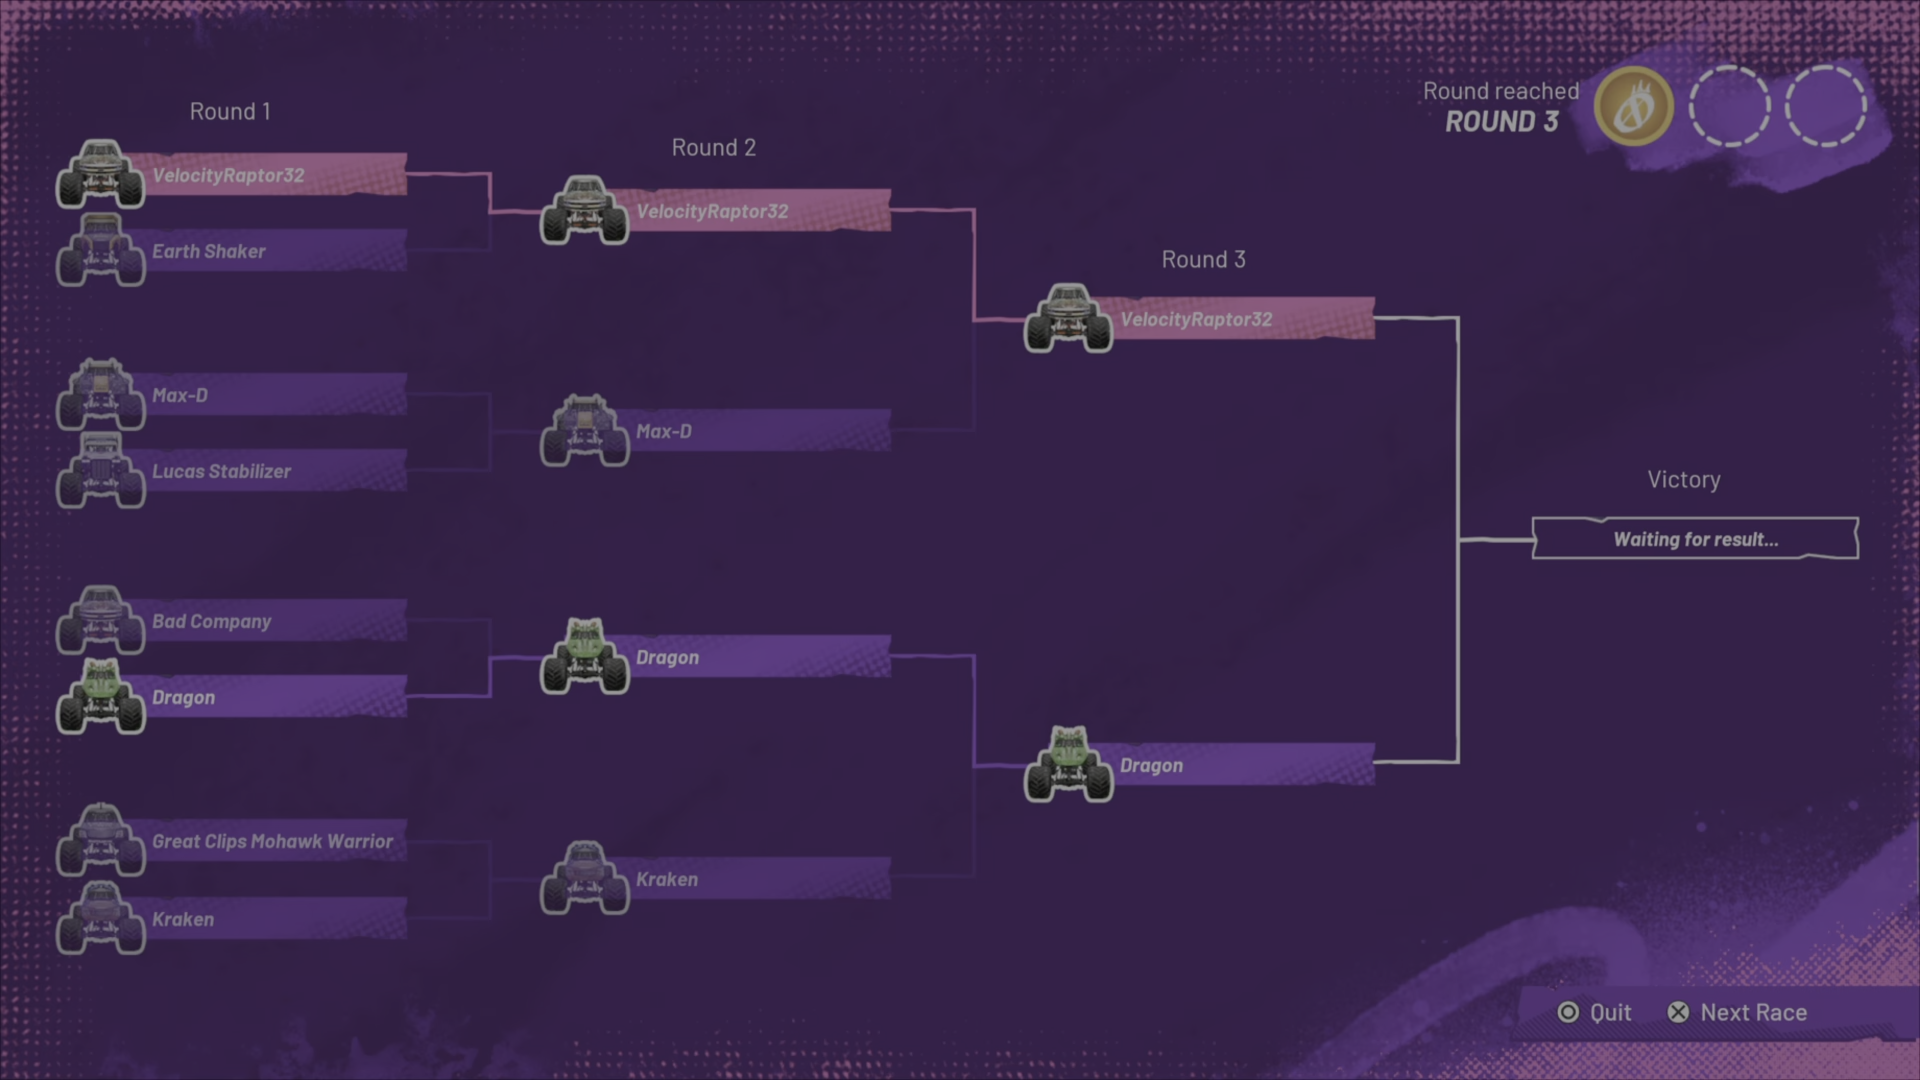 Round reached
ROUND 3
Round 1
VelocityRaptor32
Earth Shaker
Max-D
Lucas Stabilizer
Bad Company
Dragon
Great Clips Mohawk Warrior
Kraken
Round 2
VelocityRaptor32
Max-D
Dragon
Kraken
Round 3
VelocityRaptor32
Dragon
Victory
Waiting for result...
Quit
Next Race